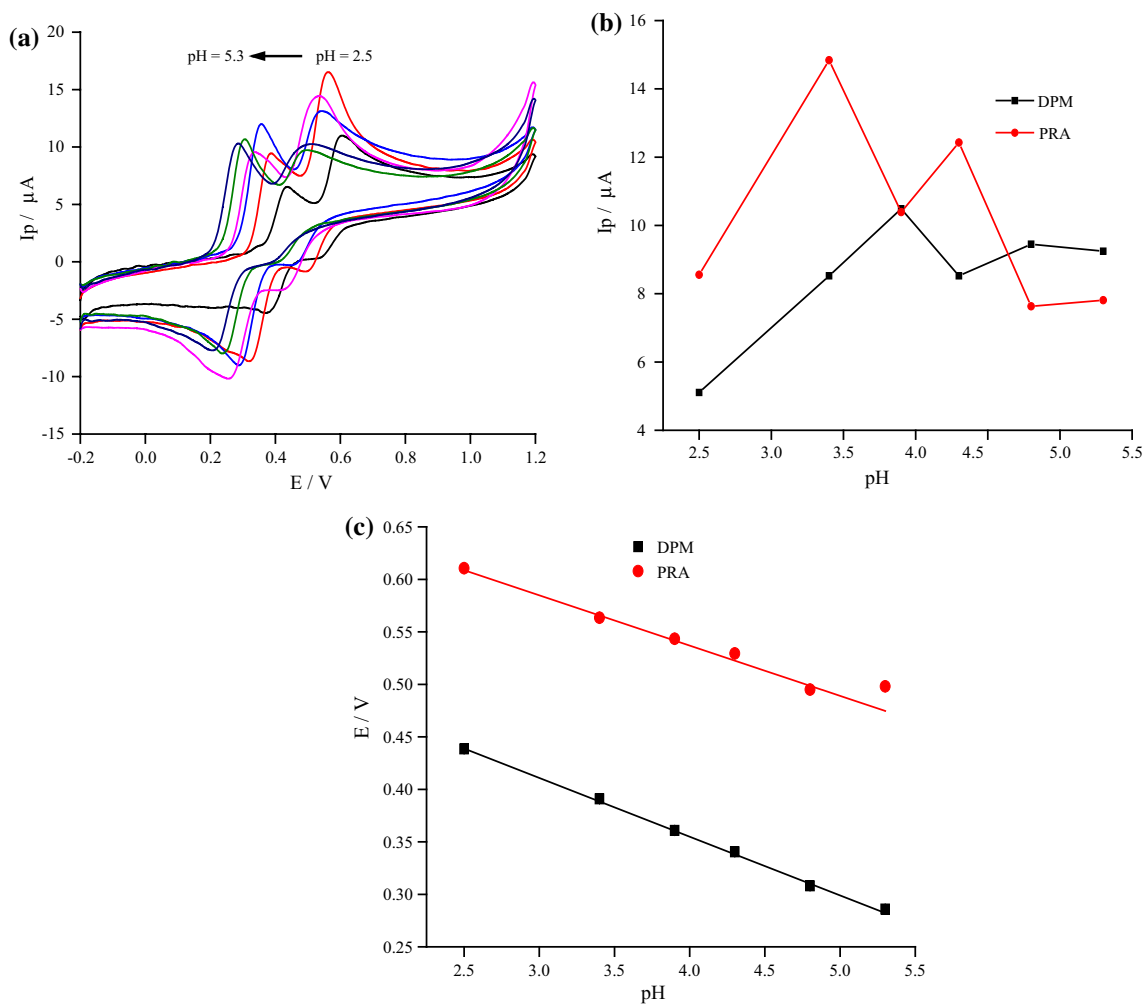 (a)
pH = 5.3 pH = 2.5
20
15
10
5
0
-5
-10
-15
Ip / μA
-0.2 0.0 0.2 0.4 0.6 0.8 1.0 1.2
E / V
(b)
16
14
12
10
8
6
4
Ip / μA
DPM
PRA
2.5 3.0 3.5 4.0 4.5 5.0 5.5
pH
(c)
0.65
0.60
0.55
0.50
0.45
0.40
0.35
0.30
0.25
E / V
DPM
PRA
2.5 3.0 3.5 4.0 4.5 5.0 5.5
pH